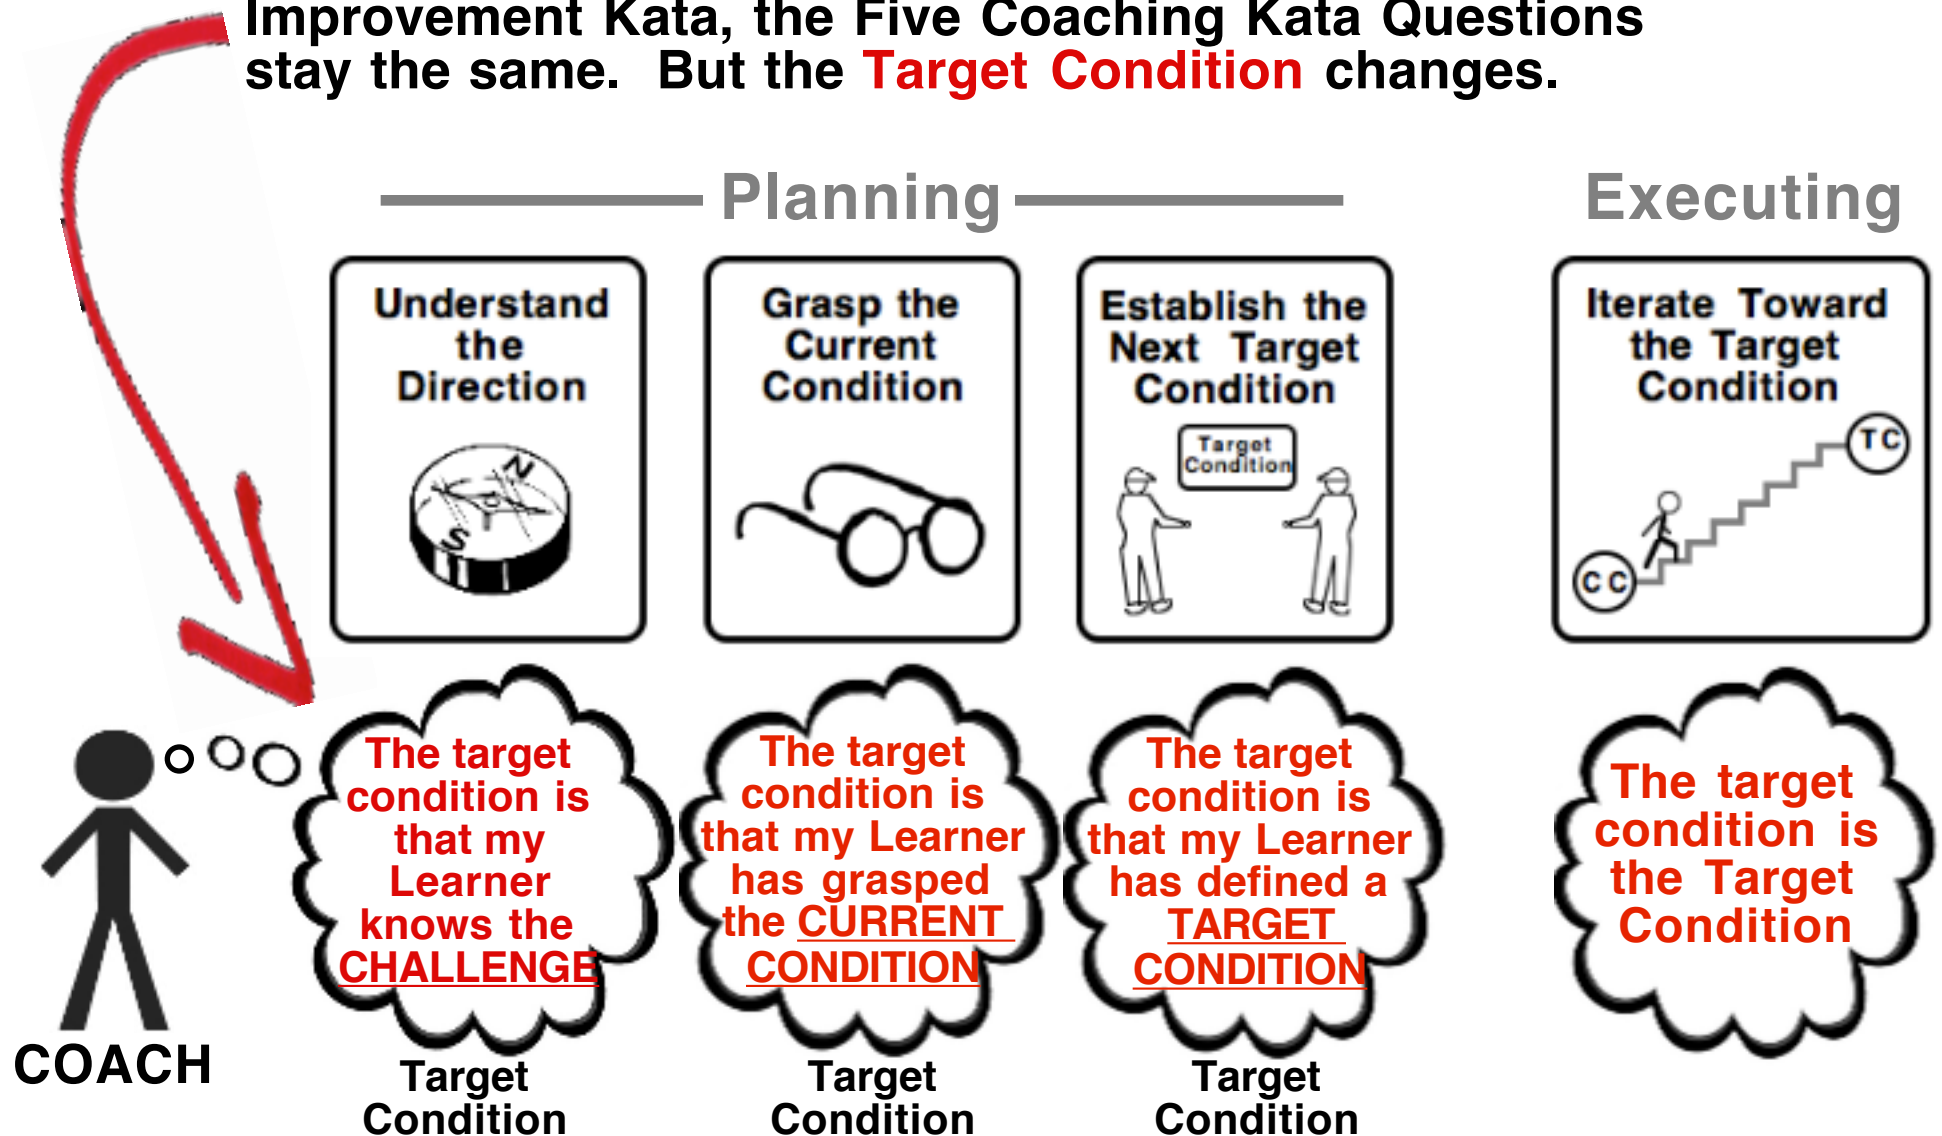 Improvement Kata, the Five Coaching Kata Questions
stay the same. But the Target Condition changes.
Planning
Executing
Understand
the
Direction
N
S
Grasp the
Current
Condition
Establish the
Next Target
Condition
Target
Condition
Iterate Toward
the Target
Condition
TC
CC
The target
condition is
that my
Learner
knows the
CHALLENGE
The target
condition is
that my Learner
has grasped
the CURRENT
CONDITION
The target
condition is
that my Learner
has defined a
TARGET
CONDITION
The target
condition is
the Target
Condition
COACH
Target
Condition
Target
Condition
Target
Condition